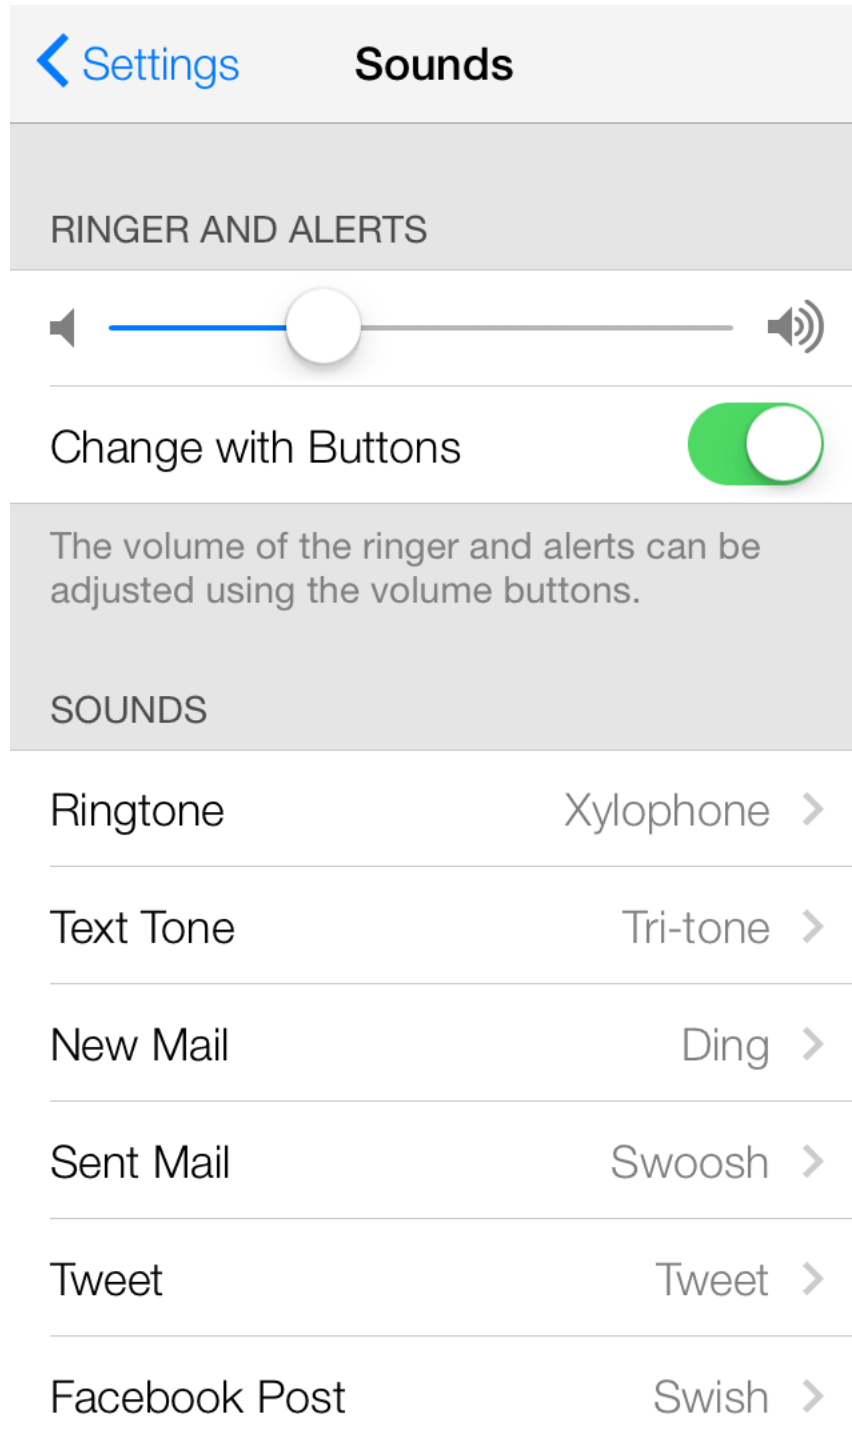 Settings Sounds
RINGER AND ALERTS
Change with Buttons
The volume of the ringer and alerts can be
adjusted using the volume buttons.
SOUNDS
Ringtone Xylophone
Text Tone Tri-tone
New Mail Ding
Sent Mail Swoosh
Tweet Tweet
Facebook Post Swish